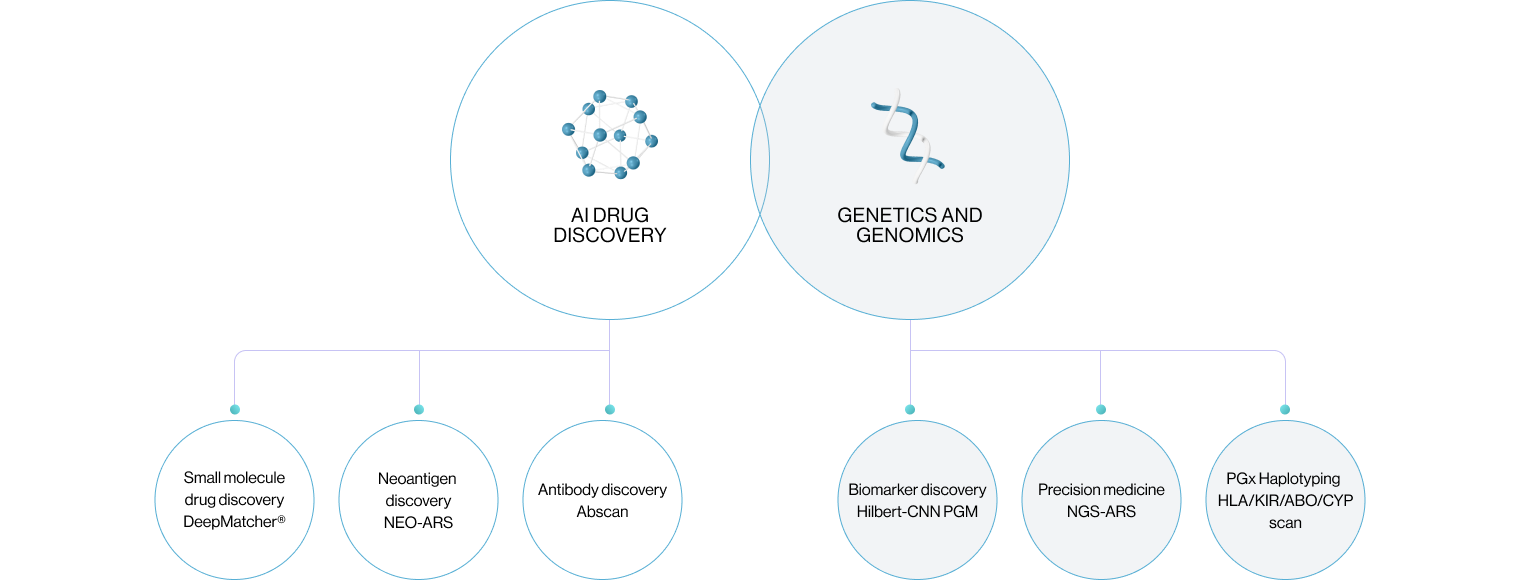 AI DRUG
DISCOVERY
GENETICS AND
GENOMICS
Small molecule
drug discovery
DeepMatcher®
Neoantigen
discovery
NEO-ARS
Antibody discovery
Abscan
Biomarker discovery
Hilbert-CNN PGM
Precision medicine
NGS-ARS
PGx Haplotyping
HLA/KIR/ABO/CYP
scan